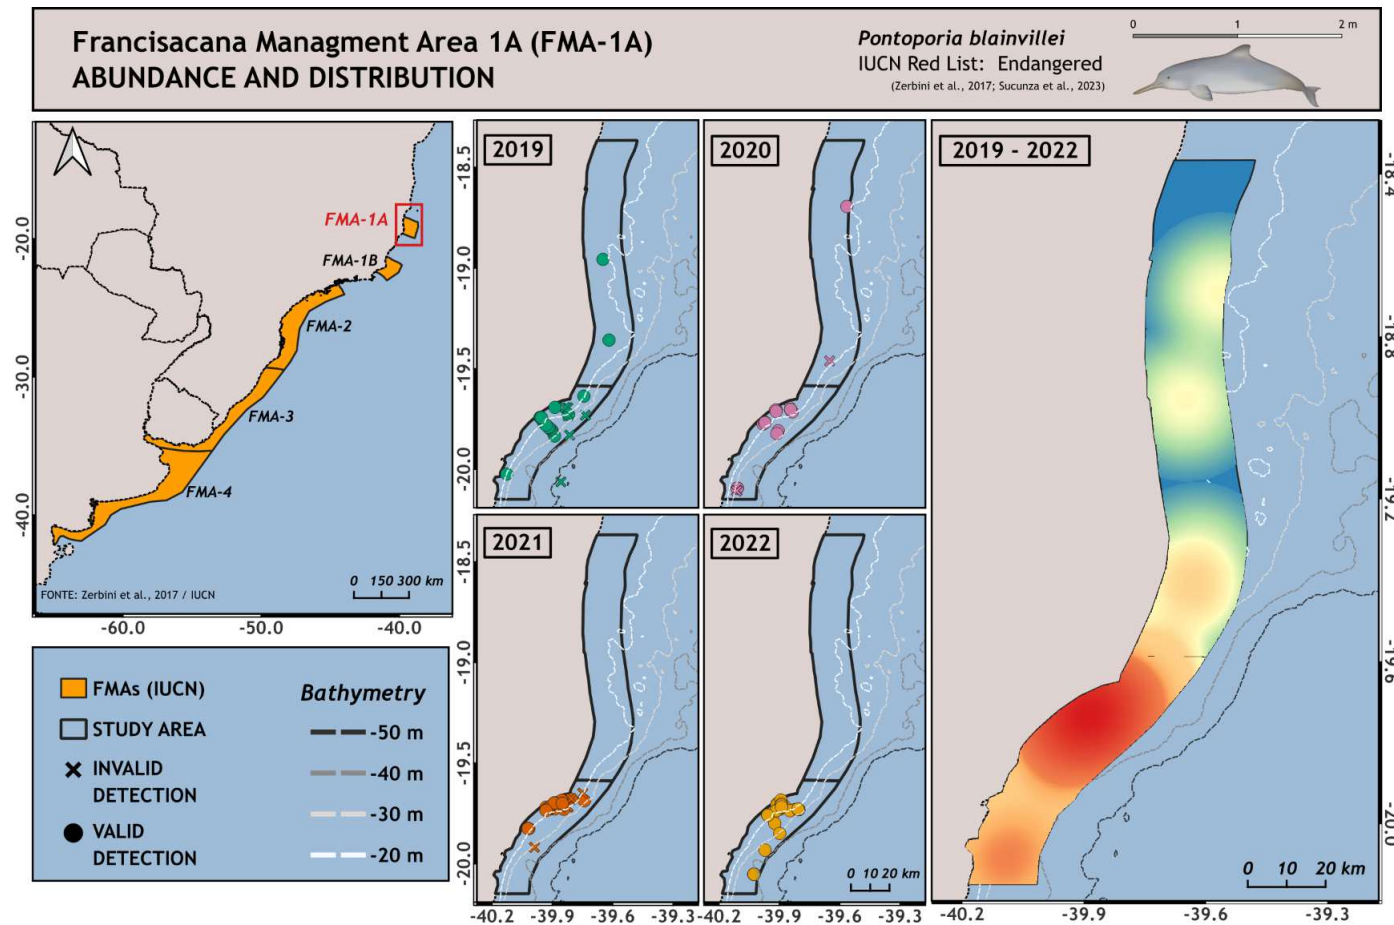 Francisacana Managment Area 1A (FMA-1A)
ABUNDANCE AND DISTRIBUTION
Pontoporia blainvillei
IUCN Red List: Endangered
(Zerbini et al., 2017; Sucunza et al., 2023)
0 1 2 m
FMA-1A
FMA-1B
FMA-2
FMA-3
FMA-4
-20.0
-30.0
-40.0
0 150 300 km
FONTE: Zerbini et al., 2017 / IUCN
-60.0 -50.0 -40.0
FMAs (IUCN)
STUDY AREA
INVALID
DETECTION
VALID
DETECTION
Bathymetry
-50 m
-40 m
-30 m
-20 m
2019
-18.5
-19.0
-19.5
-20.0
2020
2021
-18.5
-19.0
-19.5
-20.0
-40.2 -39.9 -39.6 -39.3
2022
0 10 20 km
-40.2 -39.9 -39.6 -39.3
2019 - 2022
-18.4
-18.8
-19.2
-19.6
-20.0
0 10 20 km
-40.2 -39.9 -39.6 -39.3